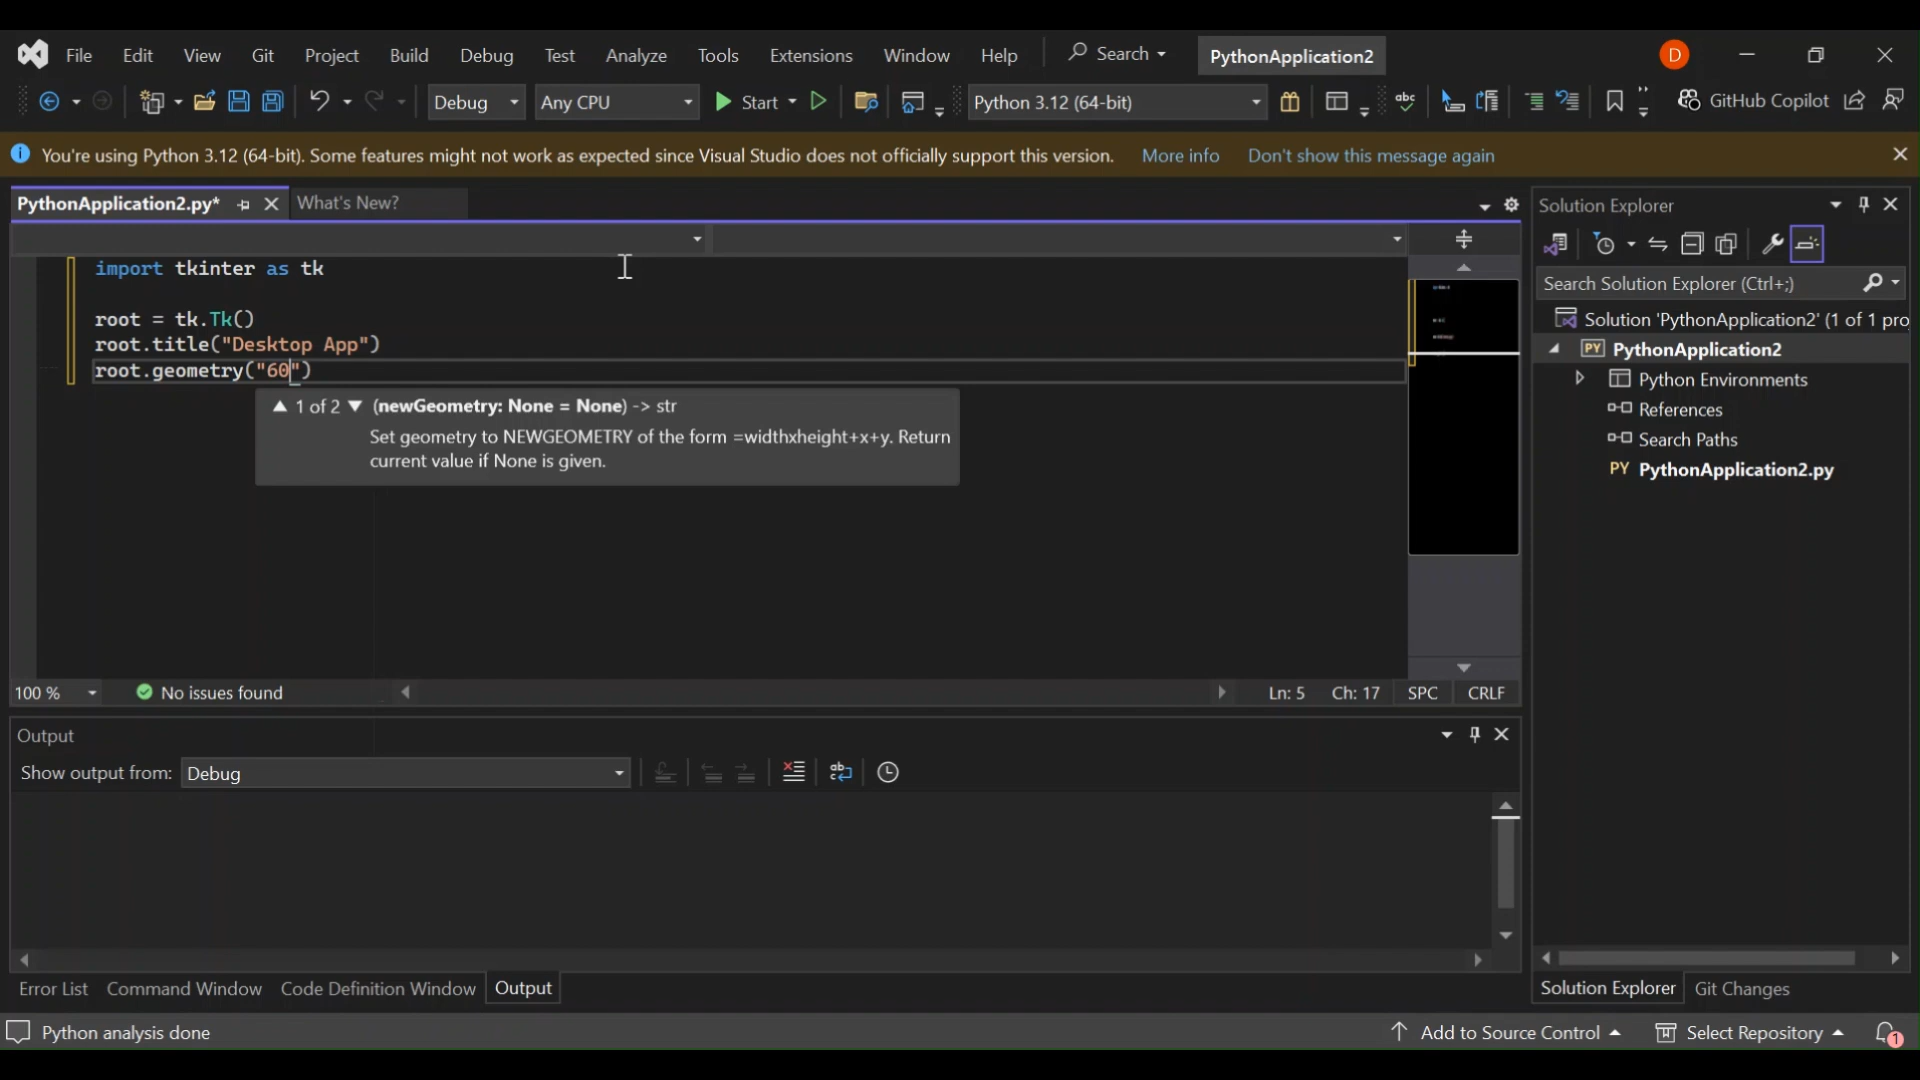 File Edit View Git Project Build Debug Test Analyze Tools Extensions Window Help Search PythonApplication2 D
Debug Any CPU Start Python 3.12 (64-bit) abc GitHub Copilot
You're using Python 3.12 (64-bit). Some features might not work as expected since Visual Studio does not officially support this version. More info Don't show this message again
PythonApplication2.py* What's New?
import tkinter as tk
root = tk.Tk()
root.title("Desktop App")
root.geometry("60")
▲ 1 of 2 ▼ (newGeometry: None = None) -> str
Set geometry to NEWGEOMETRY of the form =widthxheight+x+y. Return
current value if None is given.
100 % No issues found Ln: 5 Ch: 17 SPC CRLF
Output
Show output from: Debug
Error List Command Window Code Definition Window Output
Solution Explorer
Search Solution Explorer (Ctrl+;)
Solution 'PythonApplication2' (1 of 1 pro
PY PythonApplication2
Python Environments
References
Search Paths
PY PythonApplication2.py
Solution Explorer Git Changes
Python analysis done Add to Source Control Select Repository 1